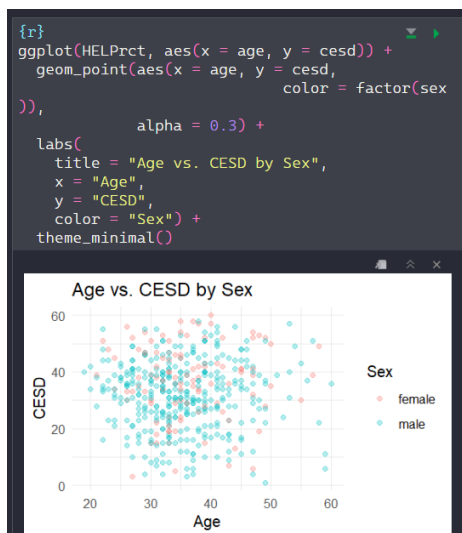 {r}
ggplot(HELPrct, aes(x = age, y = cesd)) +
  geom_point(aes(x = age, y = cesd,
                                 color = factor(sex
)),
              alpha = 0.3) +
  labs(
    title = "Age vs. CESD by Sex",
    x = "Age",
    y = "CESD",
    color = "Sex") +
  theme_minimal()
Age vs. CESD by Sex
60
40
20
0
CESD
20 30 40 50 60
Age
Sex
female
male